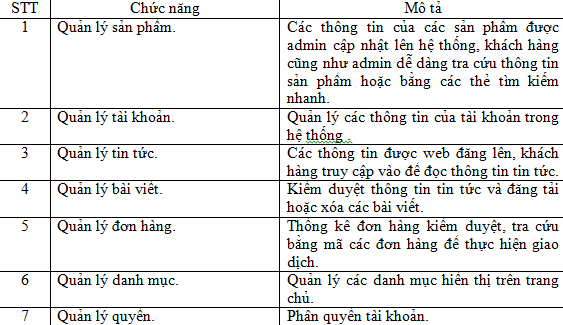 STT Chức năng Mô tả
1 Quản lý sản phẩm. Các thông tin của các sản phẩm được
admin cập nhật lên hệ thống, khách hàng
cũng như admin dễ dàng tra cứu thông tin
sản phẩm hoặc bằng các thẻ tìm kiếm
nhanh.
2 Quản lý tài khoản. Quản lý các thông tin của tài khoản trong
hệ thống .
3 Quản lý tin tức. Các thông tin được web đăng lên, khách
hàng truy cập vào để đọc thông tin tin tức.
4 Quản lý bài viết. Kiểm duyệt thông tin tin tức và đăng tải
hoặc xóa các bài viết.
5 Quản lý đơn hàng. Thống kê đơn hàng kiểm duyệt, tra cứu
bằng mã các đơn hàng để thực hiện giao
dịch.
6 Quản lý danh mục. Quản lý các danh mục hiển thị trên trang
chủ.
7 Quản lý quyền. Phân quyền tài khoản.